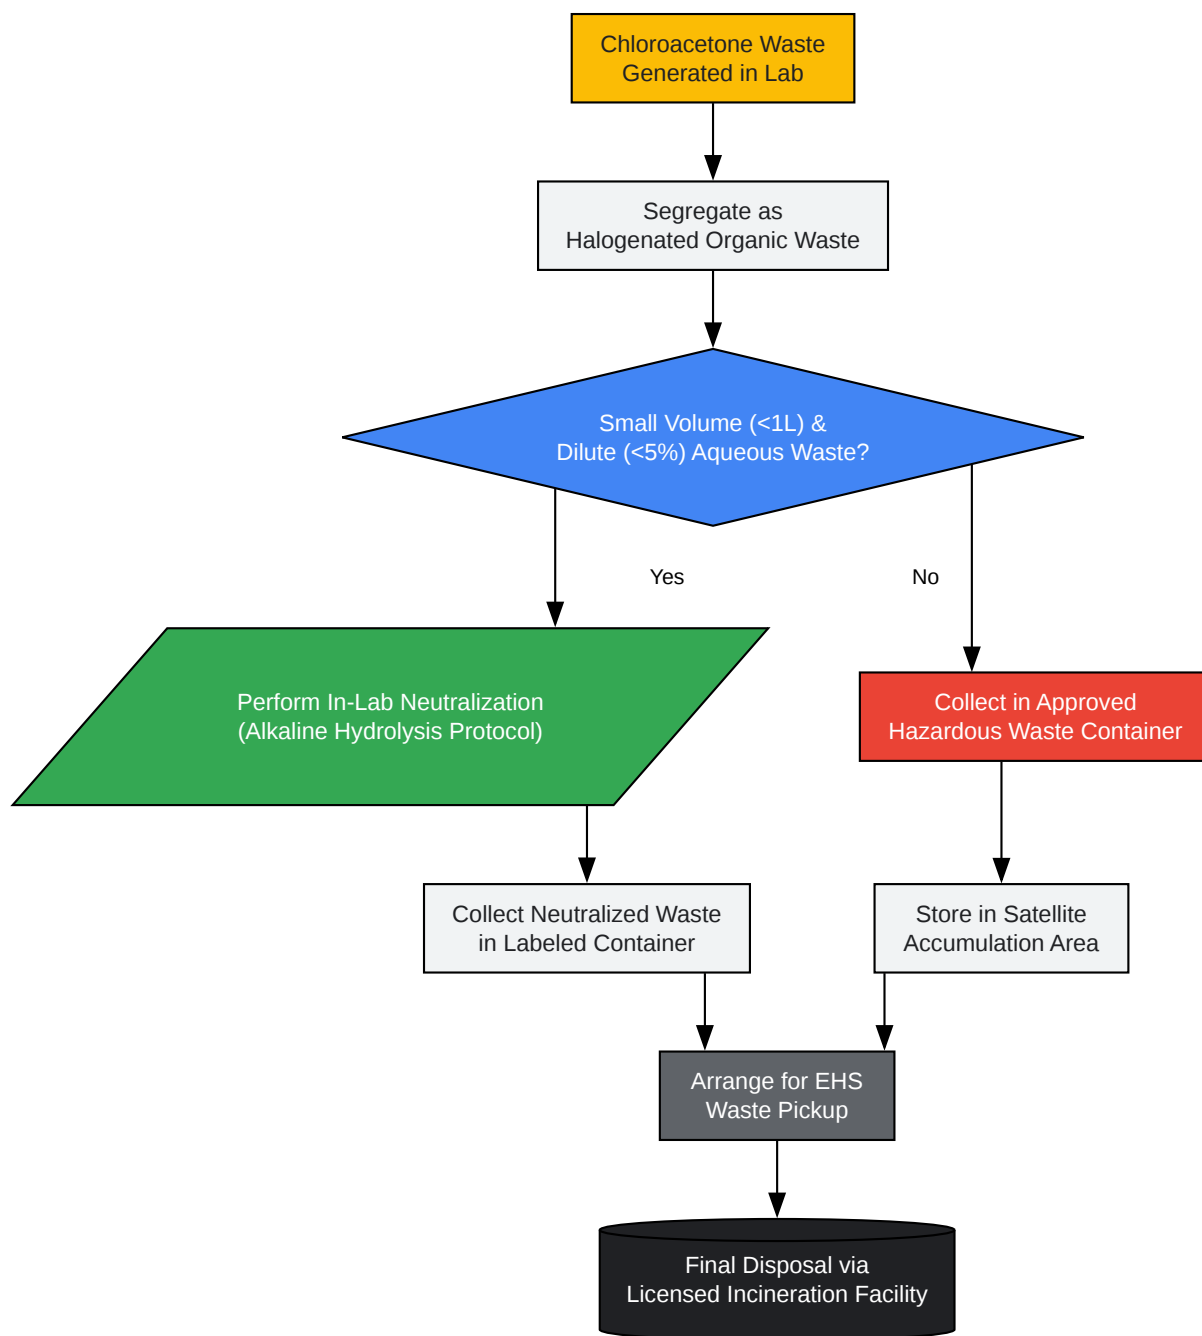 Chloroacetone Waste
Generated in Lab
Segregate as
Halogenated Organic Waste
Small Volume (<1L) &
Dilute (<5%) Aqueous Waste?
Yes
No
Perform In-Lab Neutralization
(Alkaline Hydrolysis Protocol)
Collect in Approved
Hazardous Waste Container
Collect Neutralized Waste
in Labeled Container
Store in Satellite
Accumulation Area
Arrange for EHS
Waste Pickup
Final Disposal via
Licensed Incineration Facility